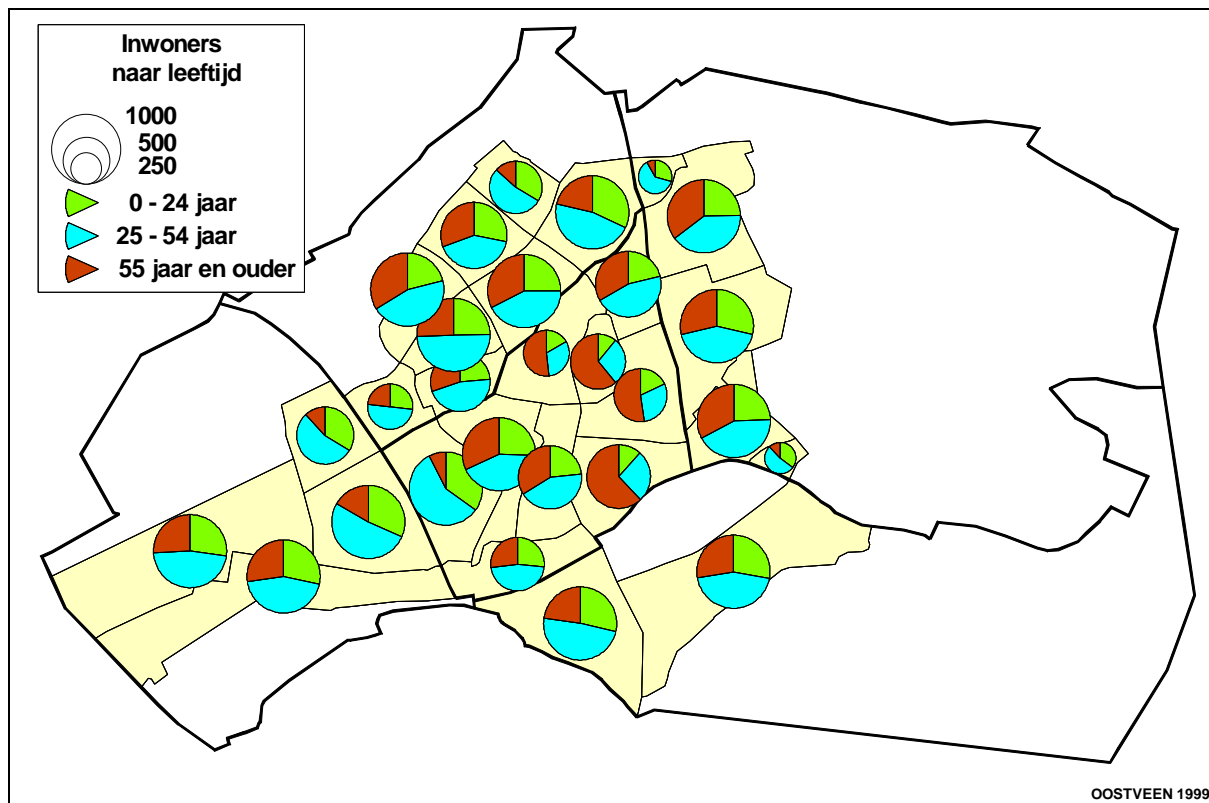 Inwoners
naar leeftijd
1000
500
250
0 - 24 jaar
25 - 54 jaar
55 jaar en ouder
OOSTVEEN 1999